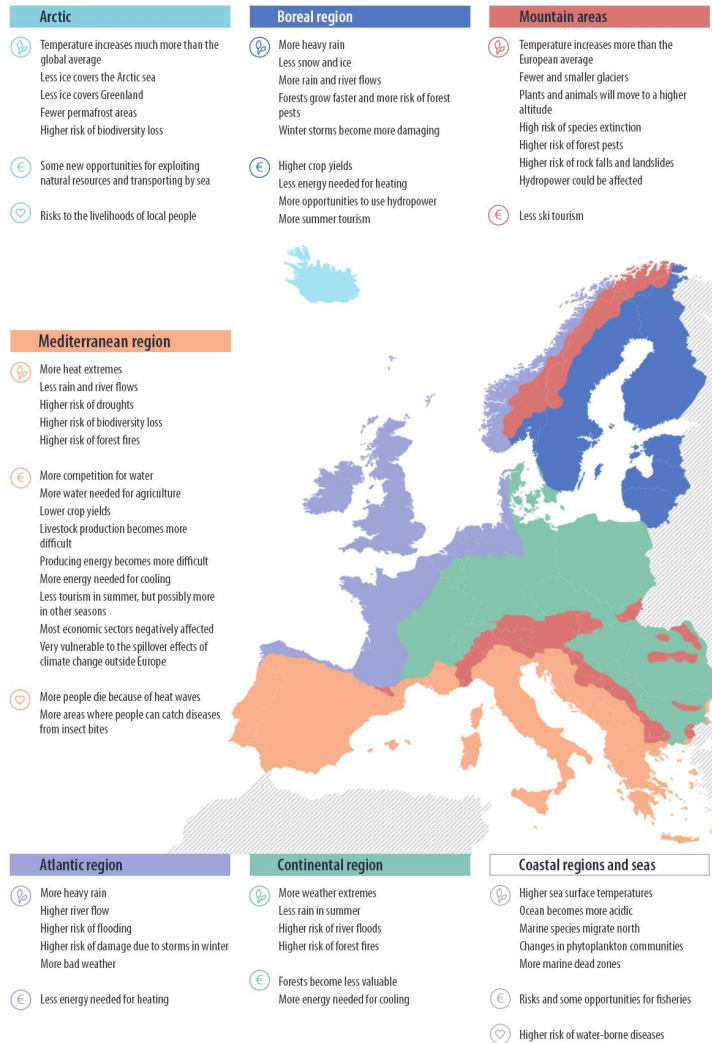 Arctic
Temperature increases much more than the
global average
Less ice covers the Arctic sea
Less ice covers Greenland
Fewer permafrost areas
Higher risk of biodiversity loss
€
Some new opportunities for exploiting
natural resources and transporting by sea
Risks to the livelihoods of local people
Boreal region
More heavy rain
Less snow and ice
More rain and river flows
Forests grow faster and more risk of forest
pests
Winter storms become more damaging
€
Higher crop yields
Less energy needed for heating
More opportunities to use hydropower
More summer tourism
Mountain areas
Temperature increases more than the
European average
Fewer and smaller glaciers
Plants and animals will move to a higher
altitude
High risk of species extinction
Higher risk of forest pests
Higher risk of rock falls and landslides
Hydropower could be affected
€
Less ski tourism
Mediterranean region
More heat extremes
Less rain and river flows
Higher risk of droughts
Higher risk of biodiversity loss
Higher risk of forest fires
€
More competition for water
More water needed for agriculture
Lower crop yields
Livestock production becomes more
difficult
Producing energy becomes more difficult
More energy needed for cooling
Less tourism in summer, but possibly more
in other seasons
Most economic sectors negatively affected
Very vulnerable to the spillover effects of
climate change outside Europe
More people die because of heat waves
More areas where people can catch diseases
from insect bites
Atlantic region
More heavy rain
Higher river flow
Higher risk of flooding
Higher risk of damage due to storms in winter
More bad weather
€
Less energy needed for heating
Continental region
More weather extremes
Less rain in summer
Higher risk of river floods
Higher risk of forest fires
€
Forests become less valuable
More energy needed for cooling
Coastal regions and seas
Higher sea surface temperatures
Ocean becomes more acidic
Marine species migrate north
Changes in phytoplankton communities
More marine dead zones
€
Risks and some opportunities for fisheries
Higher risk of water-borne diseases